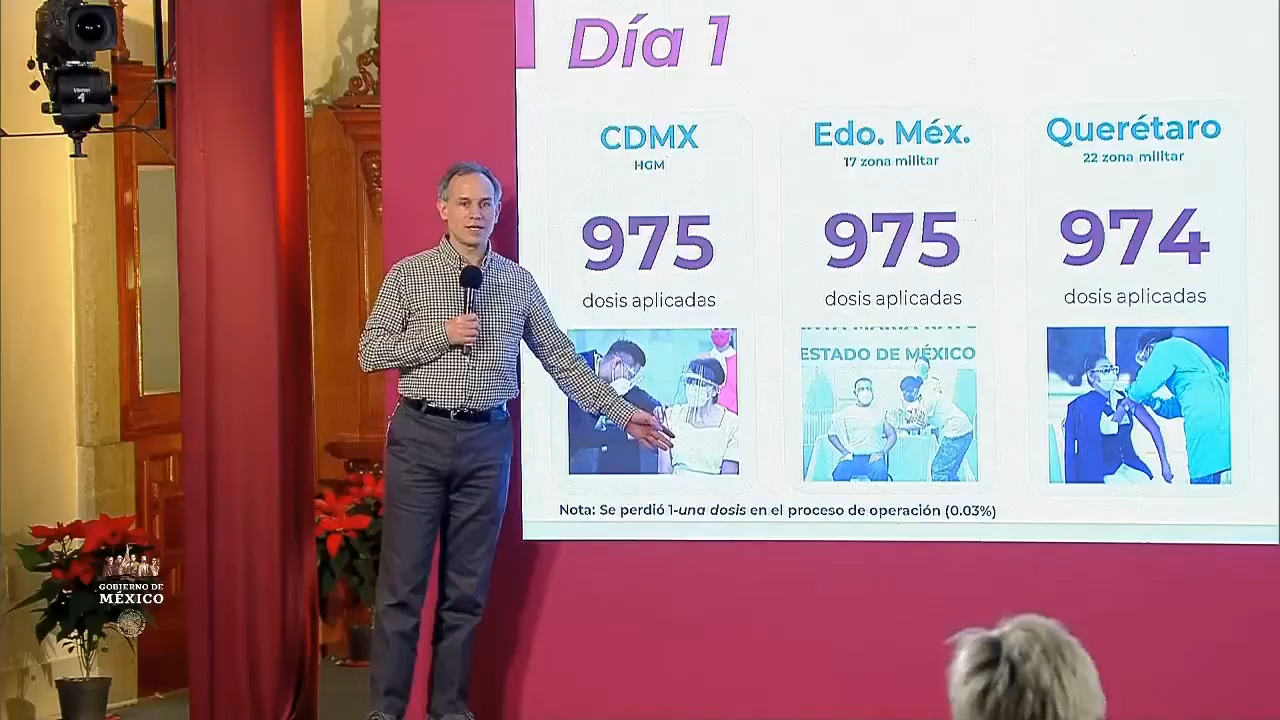 Día 1
CDMX
HGM
975
dosis aplicadas
Edo. Méx.
17 zona militar
975
dosis aplicadas
ESTADO DE MÉXICO
Querétaro
22 zona militar
974
dosis aplicadas
Nota: Se perdió 1-una dosis en el proceso de operación (0.03%)
GOBIERNO DE
MÉXICO
4